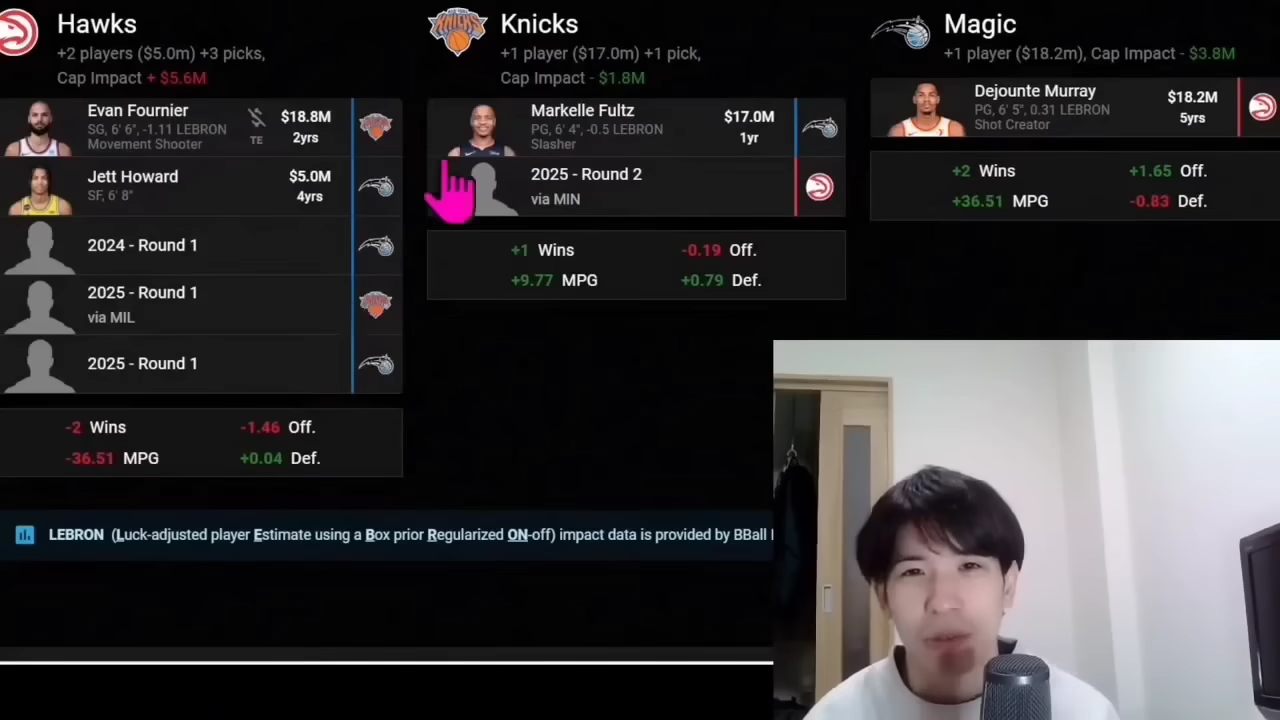 Hawks
+2 players ($5.0m) +3 picks,
Cap Impact + $5.6M
Evan Fournier
SG, 6' 6", -1.11 LEBRON
Movement Shooter
TE
$18.8M
2yrs
Jett Howard
SF, 6' 8"
$5.0M
4yrs
2024 - Round 1
2025 - Round 1
via MIL
2025 - Round 1
-2 Wins
-1.46 Off.
-36.51 MPG
+0.04 Def.
Knicks
+1 player ($17.0m) +1 pick,
Cap Impact - $1.8M
Markelle Fultz
PG, 6' 4", -0.5 LEBRON
Slasher
$17.0M
1yr
2025 - Round 2
via MIN
+1 Wins
-0.19 Off.
+9.77 MPG
+0.79 Def.
Magic
+1 player ($18.2m), Cap Impact - $3.8M
Dejounte Murray
PG, 6' 5", 0.31 LEBRON
Shot Creator
$18.2M
5yrs
+2 Wins
+1.65 Off.
+36.51 MPG
-0.83 Def.
LEBRON (Luck-adjusted player Estimate using a Box prior Regularized ON-off) impact data is provided by BBall